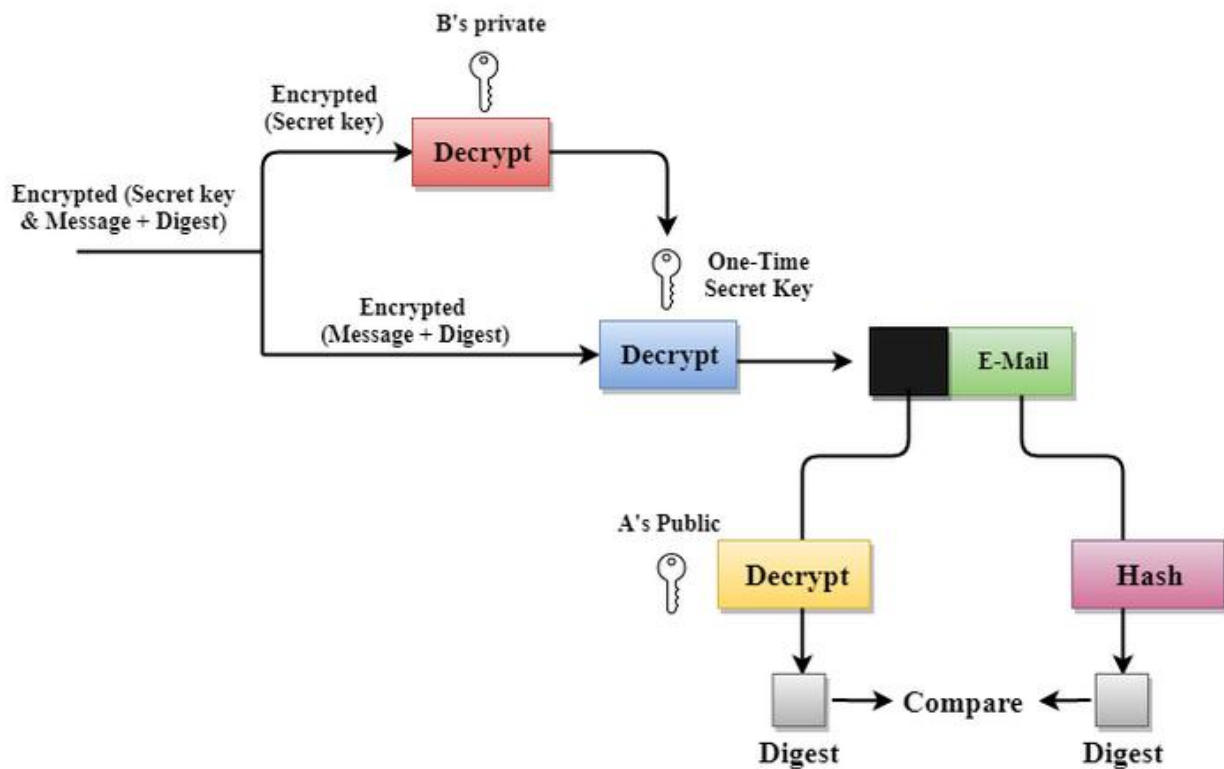 B's private
Encrypted
(Secret key)
Decrypt
Encrypted (Secret key
& Message + Digest)
One-Time
Secret Key
Encrypted
(Message + Digest)
Decrypt
E-Mail
A's Public
Decrypt
Hash
Compare
Digest
Digest